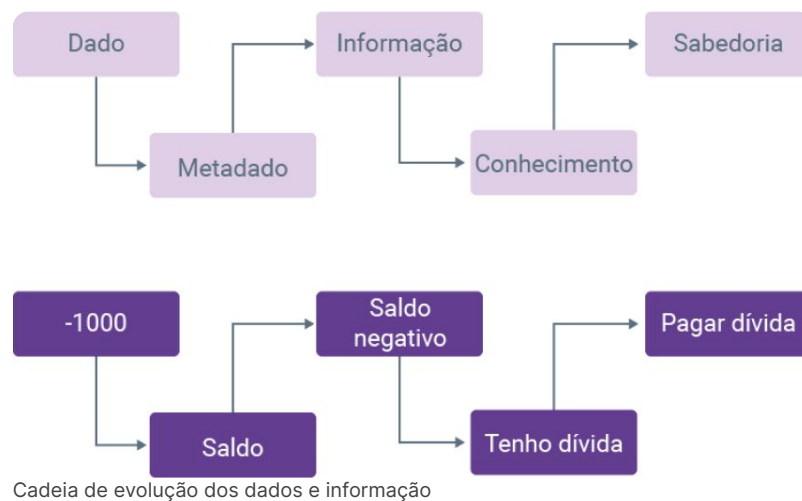 Dado
Informação
Sabedoria
Metadado
Conhecimento
-1000
Saldo
negativo
Pagar dívida
Saldo
Tenho dívida
Cadeia de evolução dos dados e informação